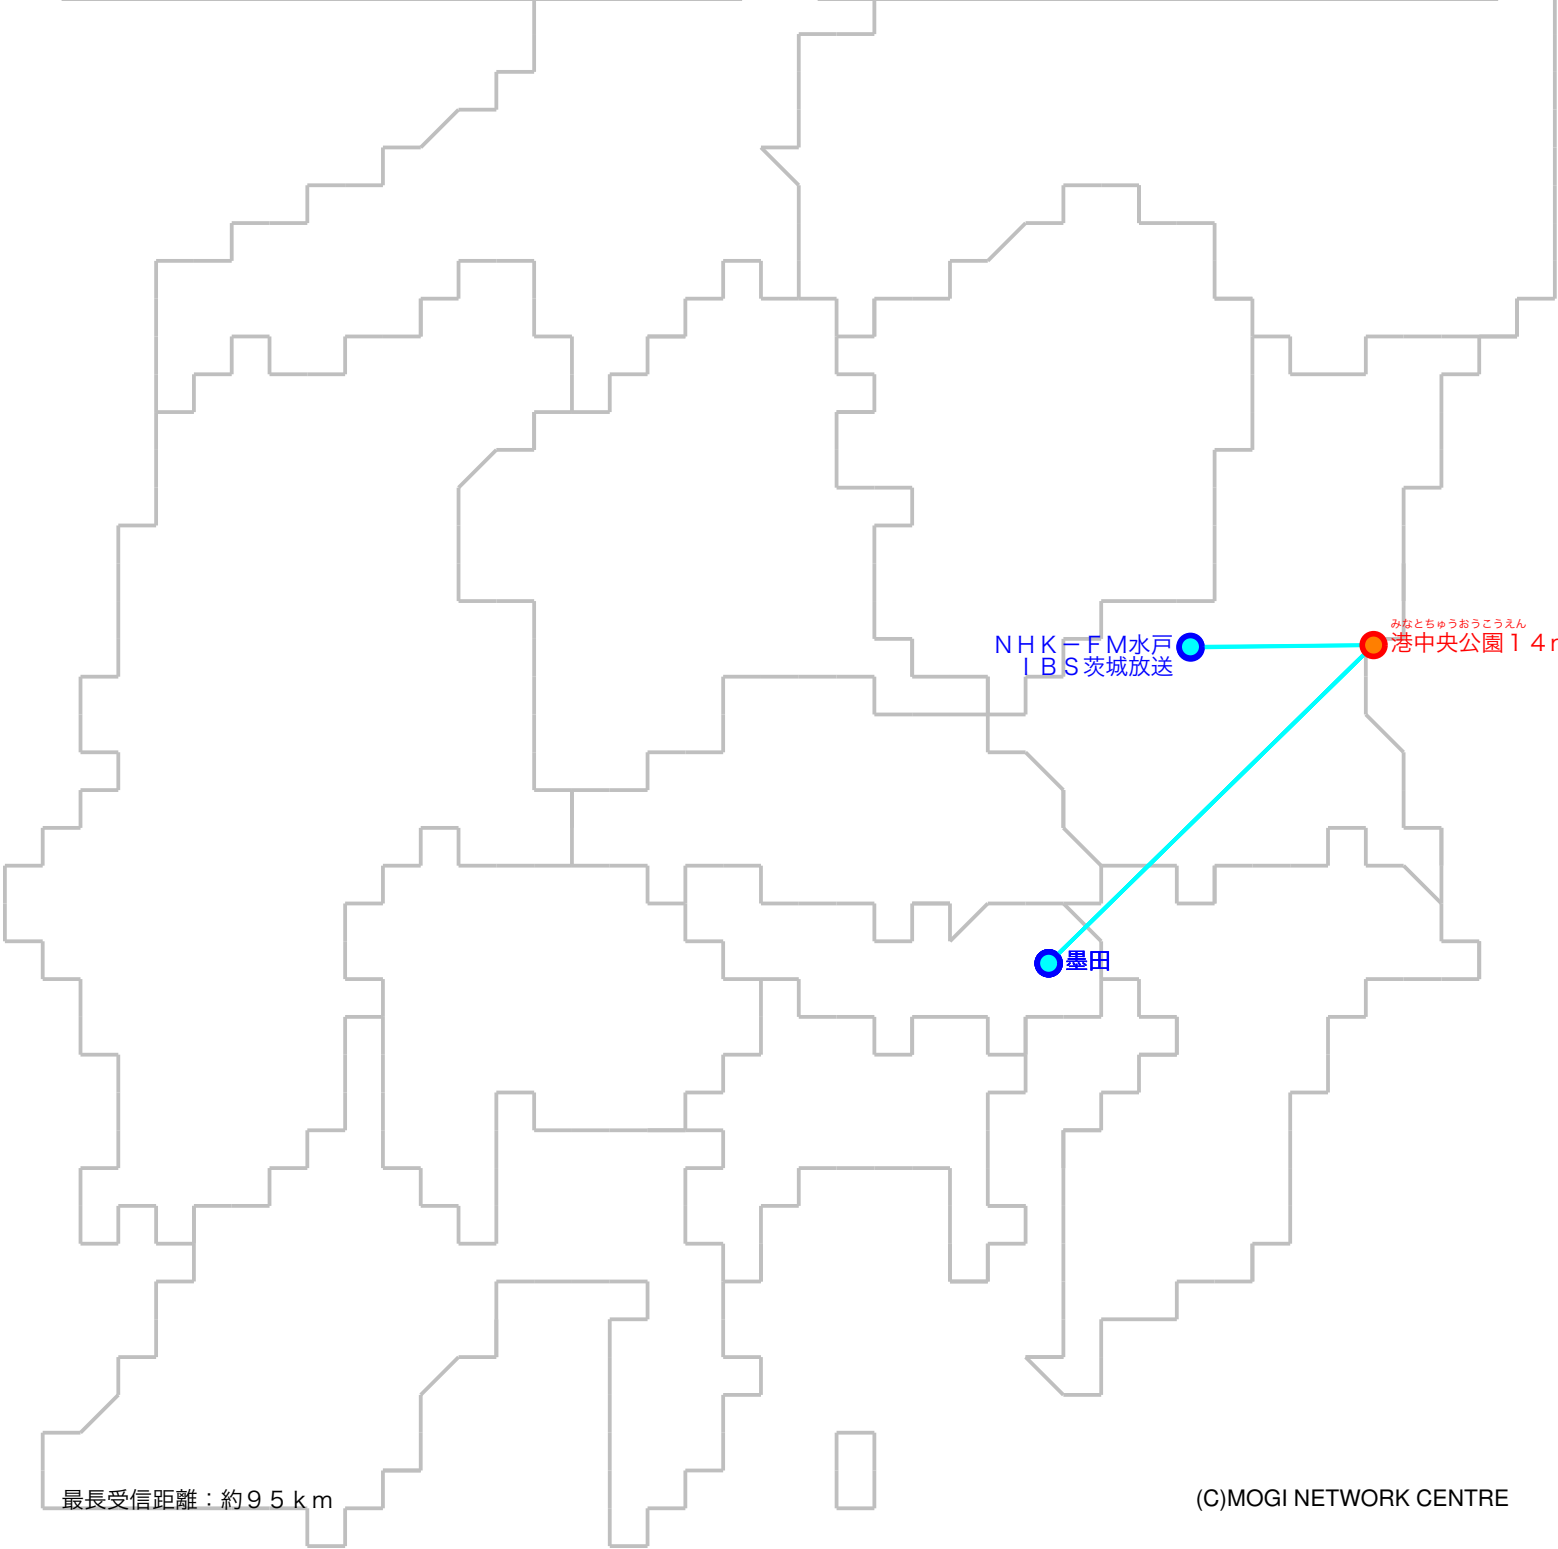 みなとちゅうおうこうえん
港中央公園１４ｍ
ＮＨＫ－ＦＭ水戸
ＩＢＳ茨城放送
墨田
最長受信距離：約９５ｋｍ
(C)MOGI NETWORK CENTRE